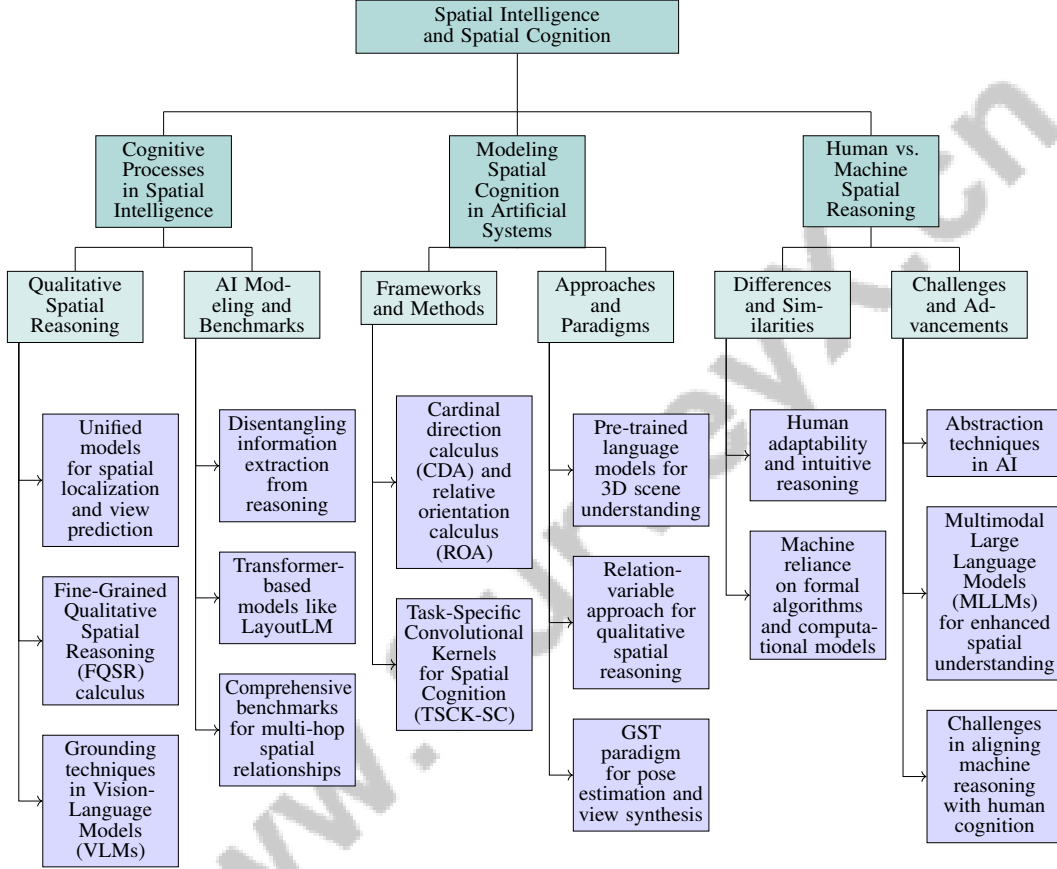 Spatial Intelligence
and Spatial Cognition
Cognitive
Processes
in Spatial
Intelligence
Modeling
Spatial
Cognition
in Artificial
Systems
Human vs.
Machine
Spatial
Reasoning
Qualitative
Spatial
Reasoning
AI Mod-
eling and
Benchmarks
Frameworks
and Methods
Approaches
and
Paradigms
Differences
and Sim-
ilarities
Challenges
and Ad-
vancements
Unified
models
for spatial
localization
and view
prediction
Fine-Grained
Qualitative
Spatial
Reasoning
(FQSR)
calculus
Grounding
techniques
in Vision-
Language
Models
(VLMs)
Disentangling
information
extraction
from
reasoning
Transformer-
based
models like
LayoutLM
Comprehensive
benchmarks
for multi-hop
spatial
relationships
Cardinal
direction
calculus
(CDA) and
relative
orientation
calculus
(ROA)
Task-Specific
Convolutional
Kernels
for Spatial
Cognition
(TSCK-SC)
Pre-trained
language
models for
3D scene
understanding
Relation-
variable
approach for
qualitative
spatial
reasoning
GST
paradigm
for pose
estimation and
view synthesis
Human
adaptability
and intuitive
reasoning
Machine
reliance
on formal
algorithms
and computa-
tional models
Abstraction
techniques
in AI
Multimodal
Large
Language
Models
(MLLMs)
for enhanced
spatial
understanding
Challenges
in aligning
machine
reasoning
with human
cognition